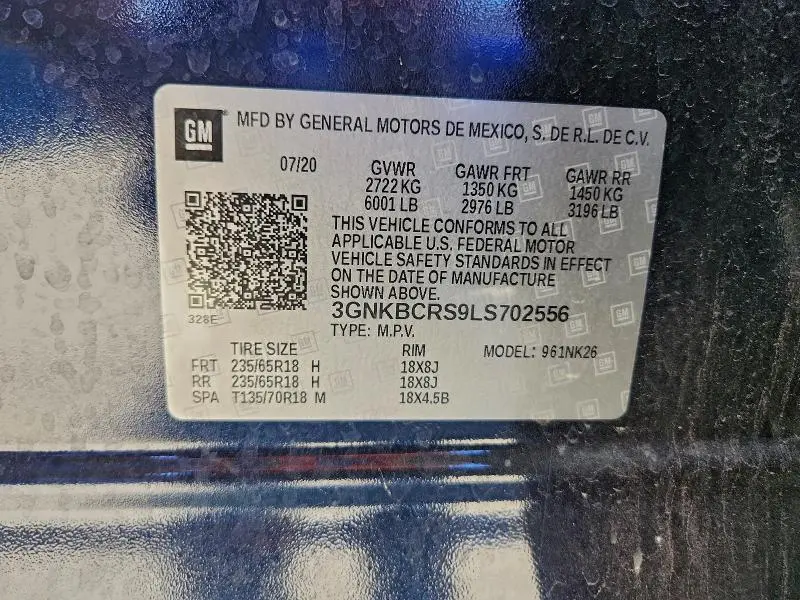 GM MFD BY GENERAL MOTORS DE MEXICO, S. DE R.L. DE C.V.
07/20 GVWR GAWR FRT GAWR RR
2722 KG 1350 KG 1450 KG
6001 LB 2976 LB 3196 LB
THIS VEHICLE CONFORMS TO ALL
APPLICABLE U.S. FEDERAL MOTOR
VEHICLE SAFETY STANDARDS IN EFFECT
ON THE DATE OF MANUFACTURE
SHOWN ABOVE.
328E
3GNKBCRS9LS702556
TYPE: M.P.V. MODEL: 961NK26
TIRE SIZE RIM
FRT 235/65R18 H 18X8J
RR 235/65R18 H 18X8J
SPA T135/70R18 M 18X4.5B